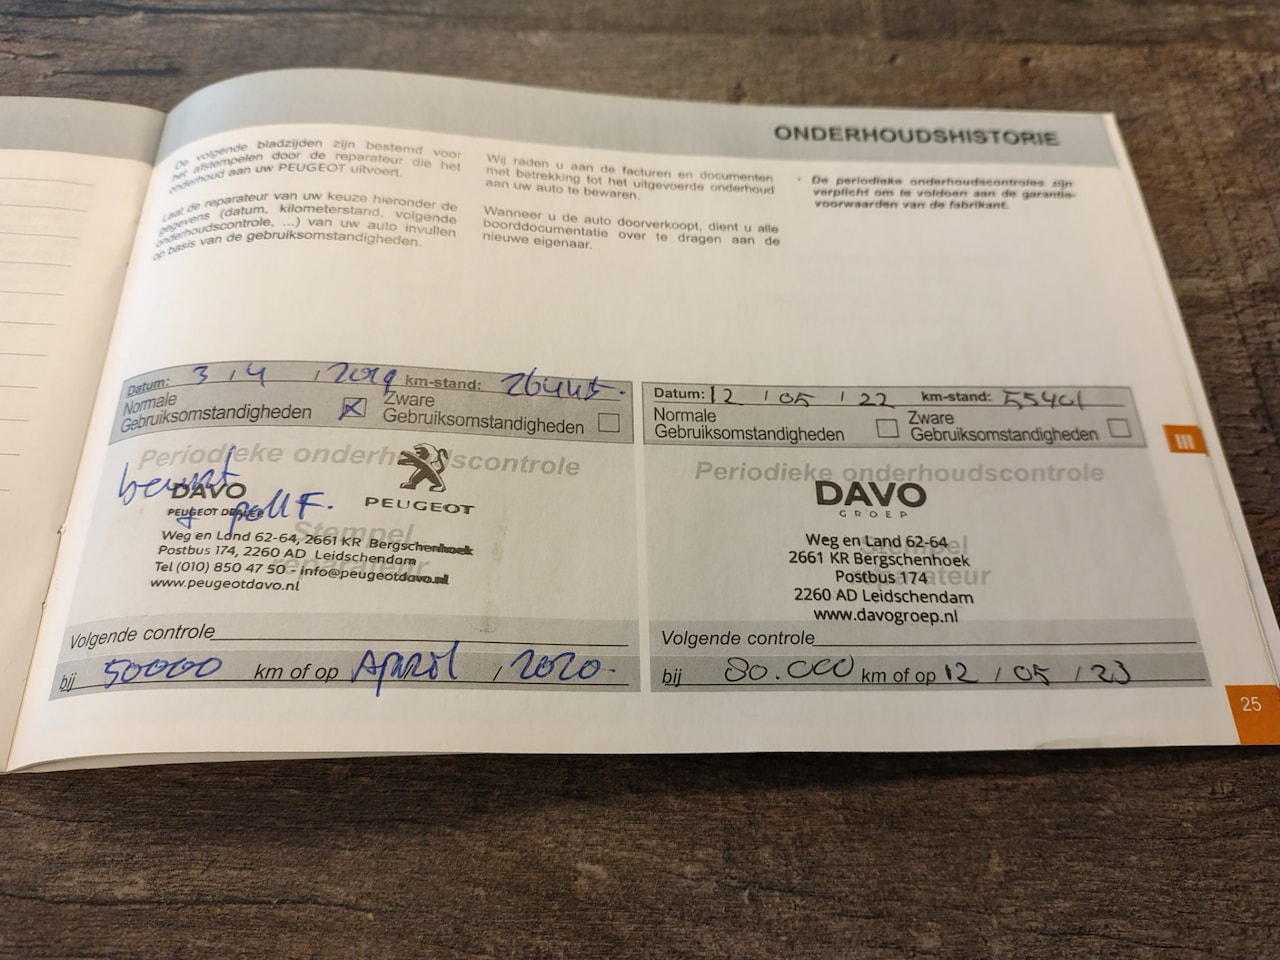 ONDERHOUDSHISTORIE
De volgende bladzijden zijn bestemd voor
het afstempelen door de reparateur die het
onderhoud aan uw PEUGEOT uitvoert.
Laat de reparateur van uw keuze hieronder de
gegevens (datum, kilometerstand, volgende
onderhoudscontrole, ...) van uw auto invullen
op basis van de gebruiksomstandigheden.
Wij raden u aan de facturen en documenten
met betrekking tot het uitgevoerde onderhoud
aan uw auto te bewaren.
Wanneer u de auto doorverkoopt, dient u alle
boorddocumentatie over te dragen aan de
nieuwe eigenaar.
• De periodieke onderhoudscontroles zijn
verplicht om te voldoen aan de garantie-
voorwaarden van de fabrikant.
Datum: 3 / 4 / 2019 km-stand:
Normale
Gebruiksomstandigheden
Zware
Gebruiksomstandigheden
Periodieke onderhoudscontrole
DAVO
PEUGEOT DEALER
PEUGEOT
Stempel
reparateur
Weg en Land 62-64, 2661 KR Bergschenhoek
Postbus 174, 2260 AD Leidschendam
Tel (010) 850 47 50 - info@peugeotdavo.nl
www.peugeotdavo.nl
Volgende controle
bij 50000 km of op April / 2020.
Datum: 12 / 05 / 22 km-stand: 55401
Normale
Gebruiksomstandigheden
Zware
Gebruiksomstandigheden
Periodieke onderhoudscontrole
DAVO
GROEP
Stempel
reparateur
Weg en Land 62-64
2661 KR Bergschenhoek
Postbus 174
2260 AD Leidschendam
www.davogroep.nl
Volgende controle
bij 80.000 km of op 12 / 05 / 23
III
25